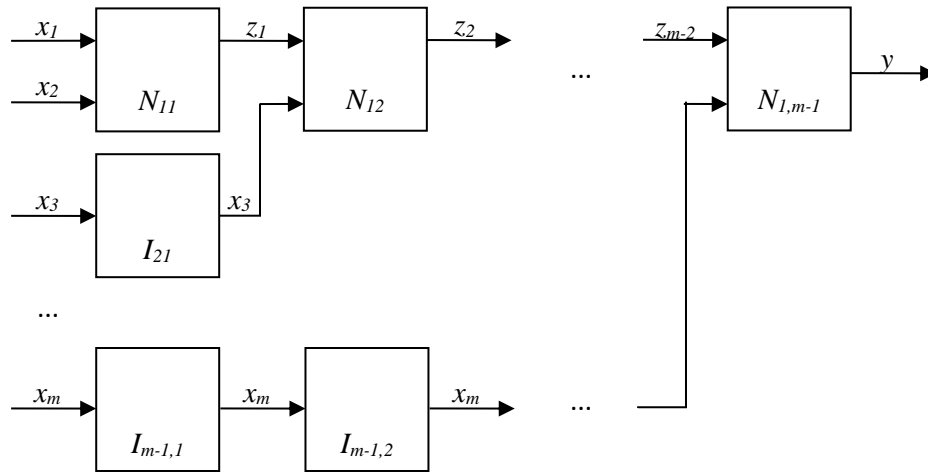 x1 z1 z2 zm-2
y
x2 N11 N12 ... N1,m-1
x3 x3
I21
...
xm xm xm ...
Im-1,1 Im-1,2